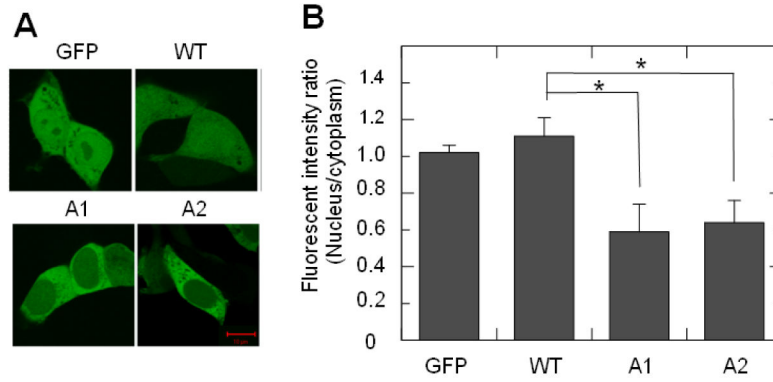 A
GFP WT
A1 A2
B
Fluorescent intensity ratio
(Nucleus/cytoplasm)
1.4
1.2
1.0
0.8
0.6
0.4
0.2
0
*
*
GFP WT A1 A2